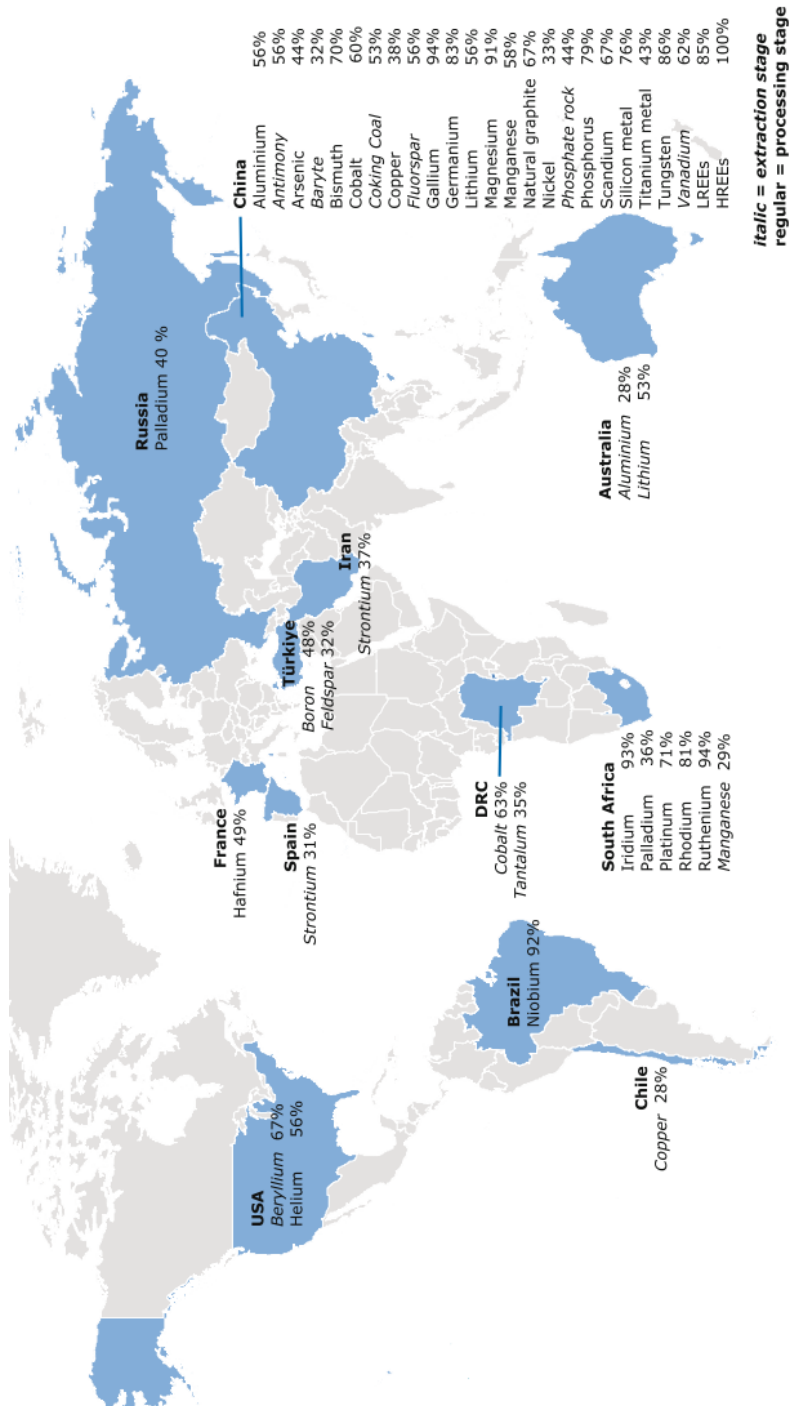 USA
Beryllium 67%
Helium 56%
Chile
Copper 28%
Brazil
Niobium 92%
France
Hafnium 49%
Spain
Strontium 31%
DRC
Cobalt 63%
Tantalum 35%
South Africa
Iridium 93%
Palladium 36%
Platinum 71%
Rhodium 81%
Ruthenium 94%
Manganese 29%
Türkiye
Boron 48%
Feldspar 32%
Iran
Strontium 37%
Russia
Palladium 40 %
Australia
Aluminium 28%
Lithium 53%
China
Aluminium 56%
Antimony 56%
Arsenic 44%
Baryte 32%
Bismuth 70%
Cobalt 60%
Coking Coal 53%
Copper 38%
Fluorspar 56%
Gallium 94%
Germanium 83%
Lithium 56%
Magnesium 91%
Manganese 58%
Natural graphite 67%
Nickel 33%
Phosphate rock 44%
Phosphorus 79%
Scandium 67%
Silicon metal 76%
Titanium metal 43%
Tungsten 86%
Vanadium 62%
LREEs 85%
HREEs 100%
italic = extraction stage
regular = processing stage